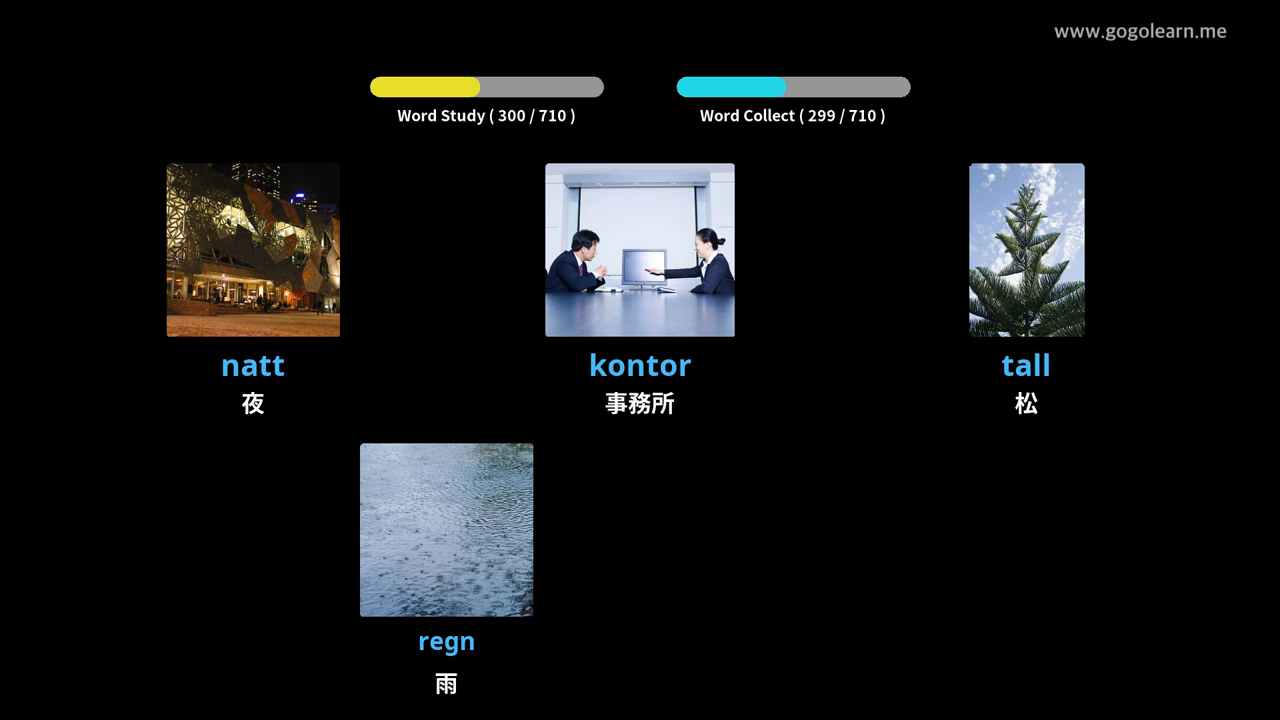 www.gogolearn.me
Word Study ( 300 / 710 )
Word Collect ( 299 / 710 )
natt
夜
kontor
事務所
tall
松
regn
雨